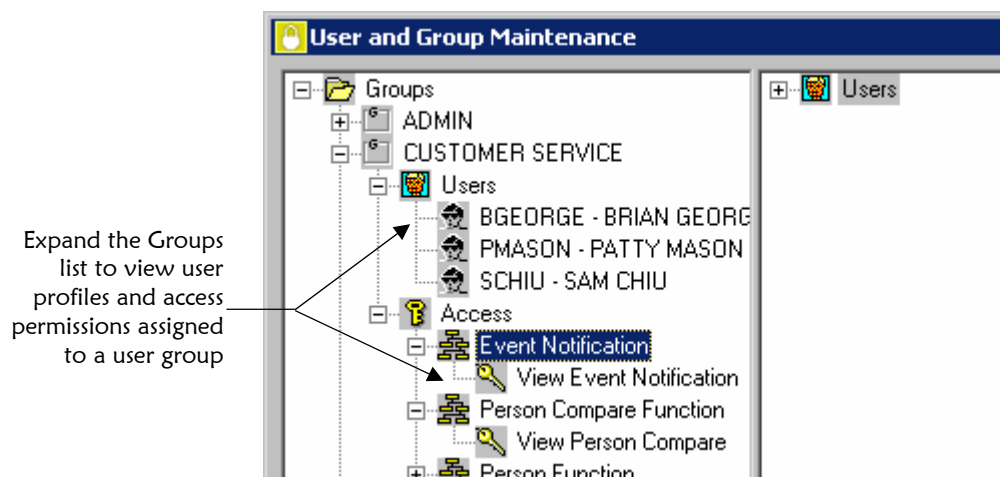 User and Group Maintenance
Groups
ADMIN
CUSTOMER SERVICE
Users
BGEORGE - BRIAN GEORG
PMASON - PATTY MASON
SCHIU - SAM CHIU
Access
Event Notification
View Event Notification
Person Compare Function
View Person Compare
Person Function
Users
Expand the Groups
list to view user
profiles and access
permissions assigned
to a user group